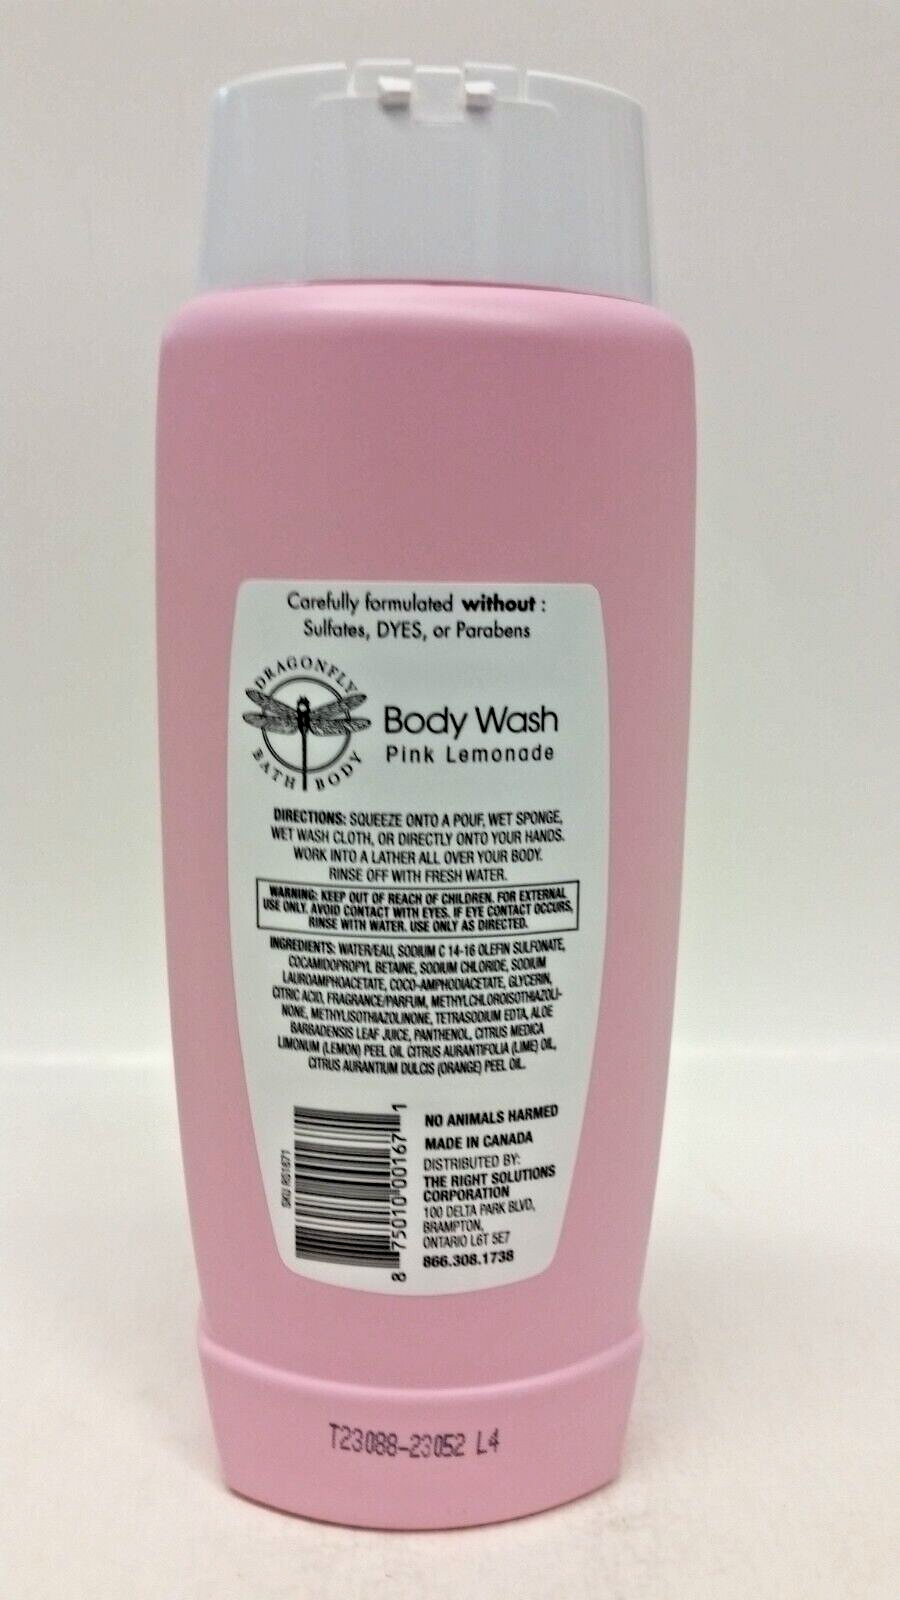 Carefully formulated without :
Sulfates, DYES, or Parabens
DRAGONFLY
BATH BODY
Body Wash
Pink Lemonade
DIRECTIONS: SQUEEZE ONTO A POUF, WET SPONGE,
WET WASH CLOTH, OR DIRECTLY ONTO YOUR HANDS.
WORK INTO A LATHER ALL OVER YOUR BODY.
RINSE OFF WITH FRESH WATER.
WARNING: KEEP OUT OF REACH OF CHILDREN. FOR EXTERNAL
USE ONLY. AVOID CONTACT WITH EYES. IF EYE CONTACT OCCURS,
RINSE WITH WATER. USE ONLY AS DIRECTED.
INGREDIENTS: WATER/EAU, SODIUM C 14-16 OLEFIN SULFONATE,
COCAMIDOPROPYL BETAINE, SODIUM CHLORIDE, SODIUM
LAUROAMPHOACETATE, COCO-AMPHODIACETATE, GLYCERIN,
CITRIC ACID, FRAGRANCE/PARFUM, METHYLCHLOROISOTHIAZOLI-
NONE, METHYLISOTHIAZOLINONE, TETRASODIUM EDTA, ALOE
BARBADENSIS LEAF JUICE, PANTHENOL, CITRUS MEDICA
LIMONUM (LEMON) PEEL OIL, CITRUS AURANTIFOLIA (LIME) OIL,
CITRUS AURANTIUM DULCIS (ORANGE) PEEL OIL.
SKU RS1671
8 75010 00167 1
NO ANIMALS HARMED
MADE IN CANADA
DISTRIBUTED BY:
THE RIGHT SOLUTIONS
CORPORATION
100 DELTA PARK BLVD,
BRAMPTON,
ONTARIO L6T 5E7
866.308.1738
T23088-23052 L4